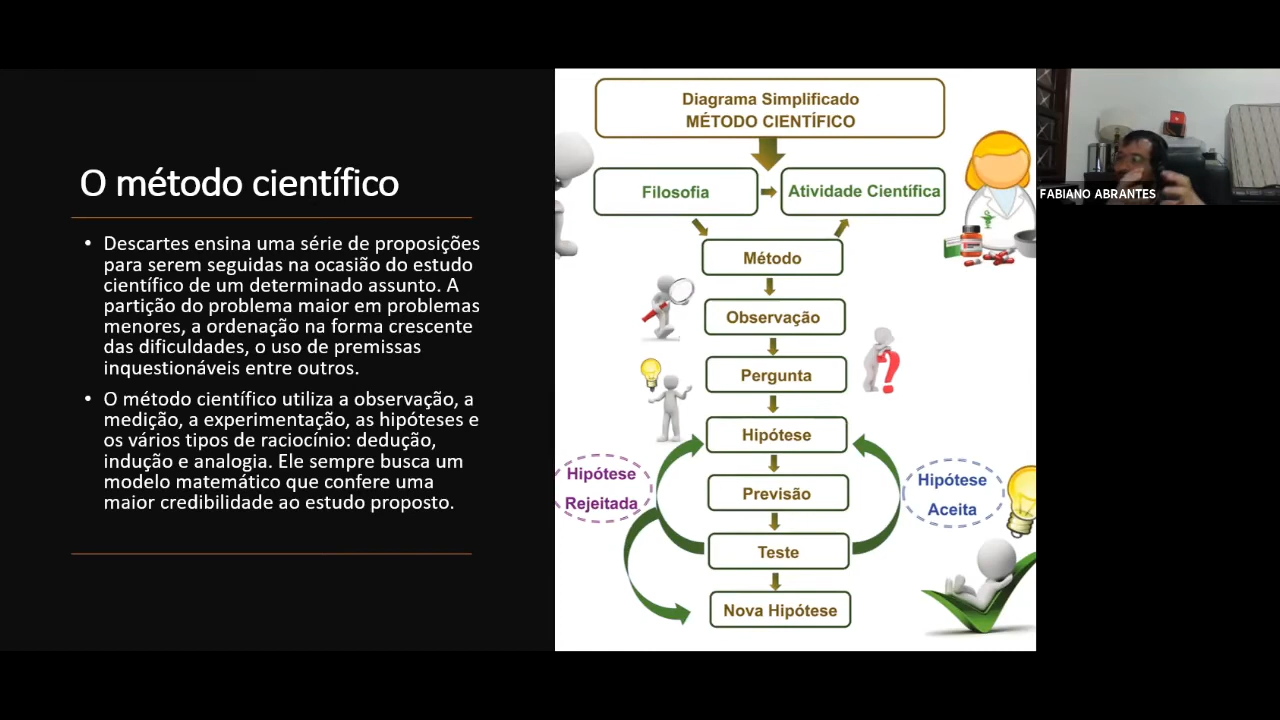 O método científico
• Descartes ensina uma série de proposições
para serem seguidas na ocasião do estudo
científico de um determinado assunto. A
partição do problema maior em problemas
menores, a ordenação na forma crescente
das dificuldades, o uso de premissas
inquestionáveis entre outros.
• O método científico utiliza a observação, a
medição, a experimentação, as hipóteses e
os vários tipos de raciocínio: dedução,
indução e analogia. Ele sempre busca um
modelo matemático que confere uma
maior credibilidade ao estudo proposto.
Diagrama Simplificado
MÉTODO CIENTÍFICO
Filosofia
Atividade Científica
Método
Observação
Pergunta
Hipótese
Hipótese
Rejeitada
Previsão
Hipótese
Aceita
Teste
Nova Hipótese
FABIANO ABRANTES